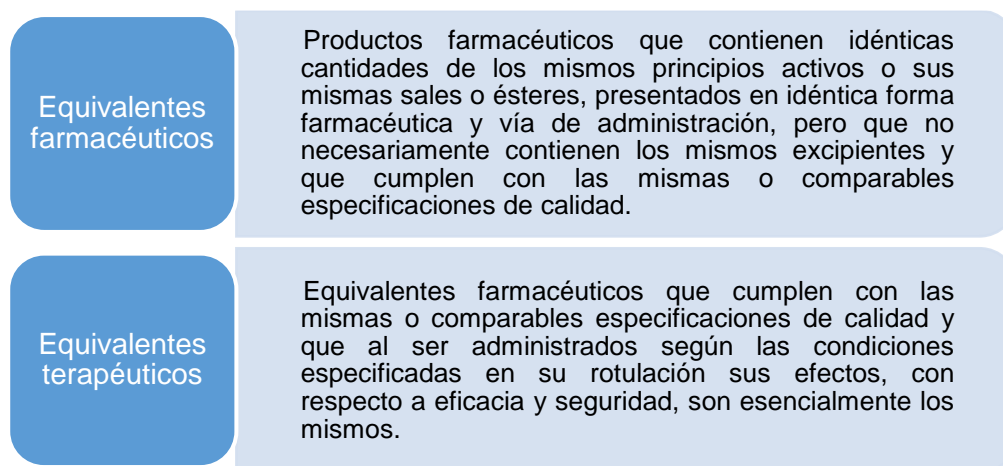 Equivalentes
farmacéuticos
Productos farmacéuticos que contienen idénticas
cantidades de los mismos principios activos o sus
mismas sales o ésteres, presentados en idéntica forma
farmacéutica y vía de administración, pero que no
necesariamente contienen los mismos excipientes y
que cumplen con las mismas o comparables
especificaciones de calidad.
Equivalentes
terapéuticos
Equivalentes farmacéuticos que cumplen con las
mismas o comparables especificaciones de calidad y
que al ser administrados según las condiciones
especificadas en su rotulación sus efectos, con
respecto a eficacia y seguridad, son esencialmente los
mismos.